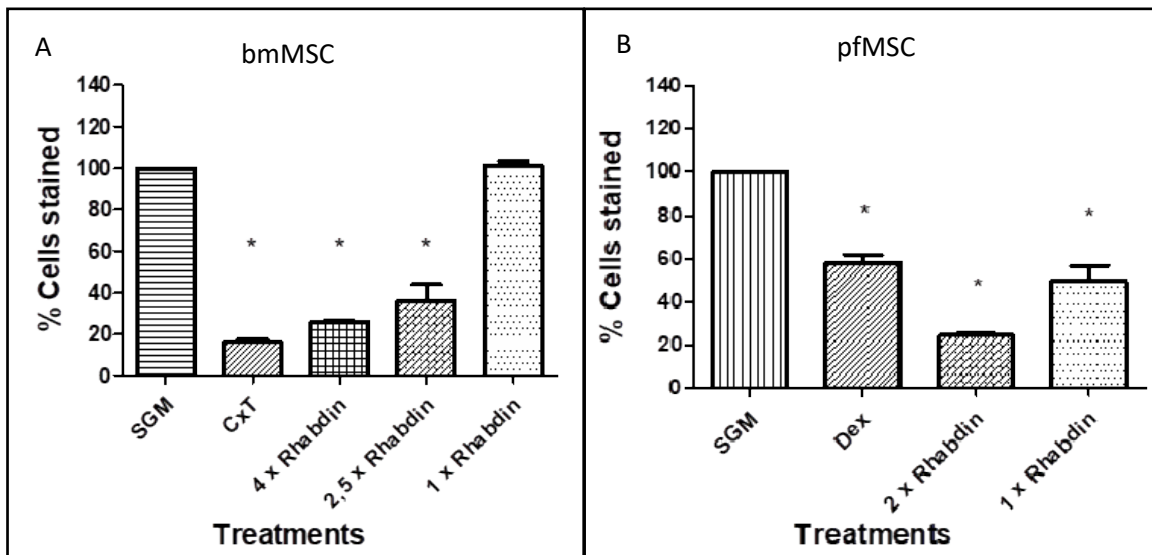 A
bmMSC
% Cells stained
140
120
100
80
60
40
20
0
*
*
*
SGM
CxT
4 x Rhabdin
2,5 x Rhabdin
1 x Rhabdin
Treatments
B
pfMSC
% Cells stained
140
120
100
80
60
40
20
0
*
*
*
SGM
Dex
2 x Rhabdin
1 x Rhabdin
Treatments